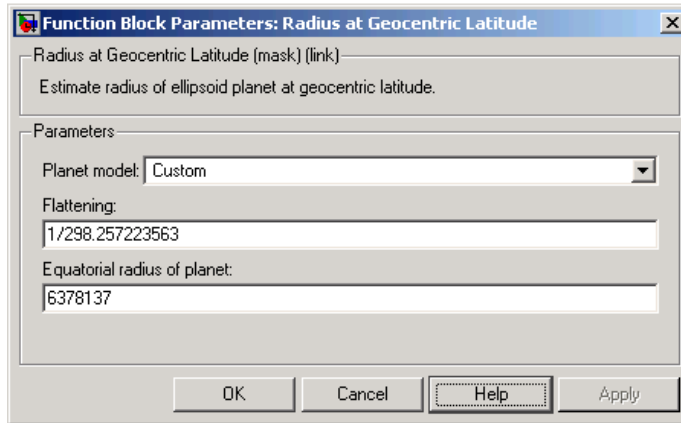 Function Block Parameters: Radius at Geocentric Latitude
Radius at Geocentric Latitude (mask) (link)
Estimate radius of ellipsoid planet at geocentric latitude.
Parameters
Planet model: Custom
Flattening:
1/298.257223563
Equatorial radius of planet:
6378137
OK Cancel Help Apply